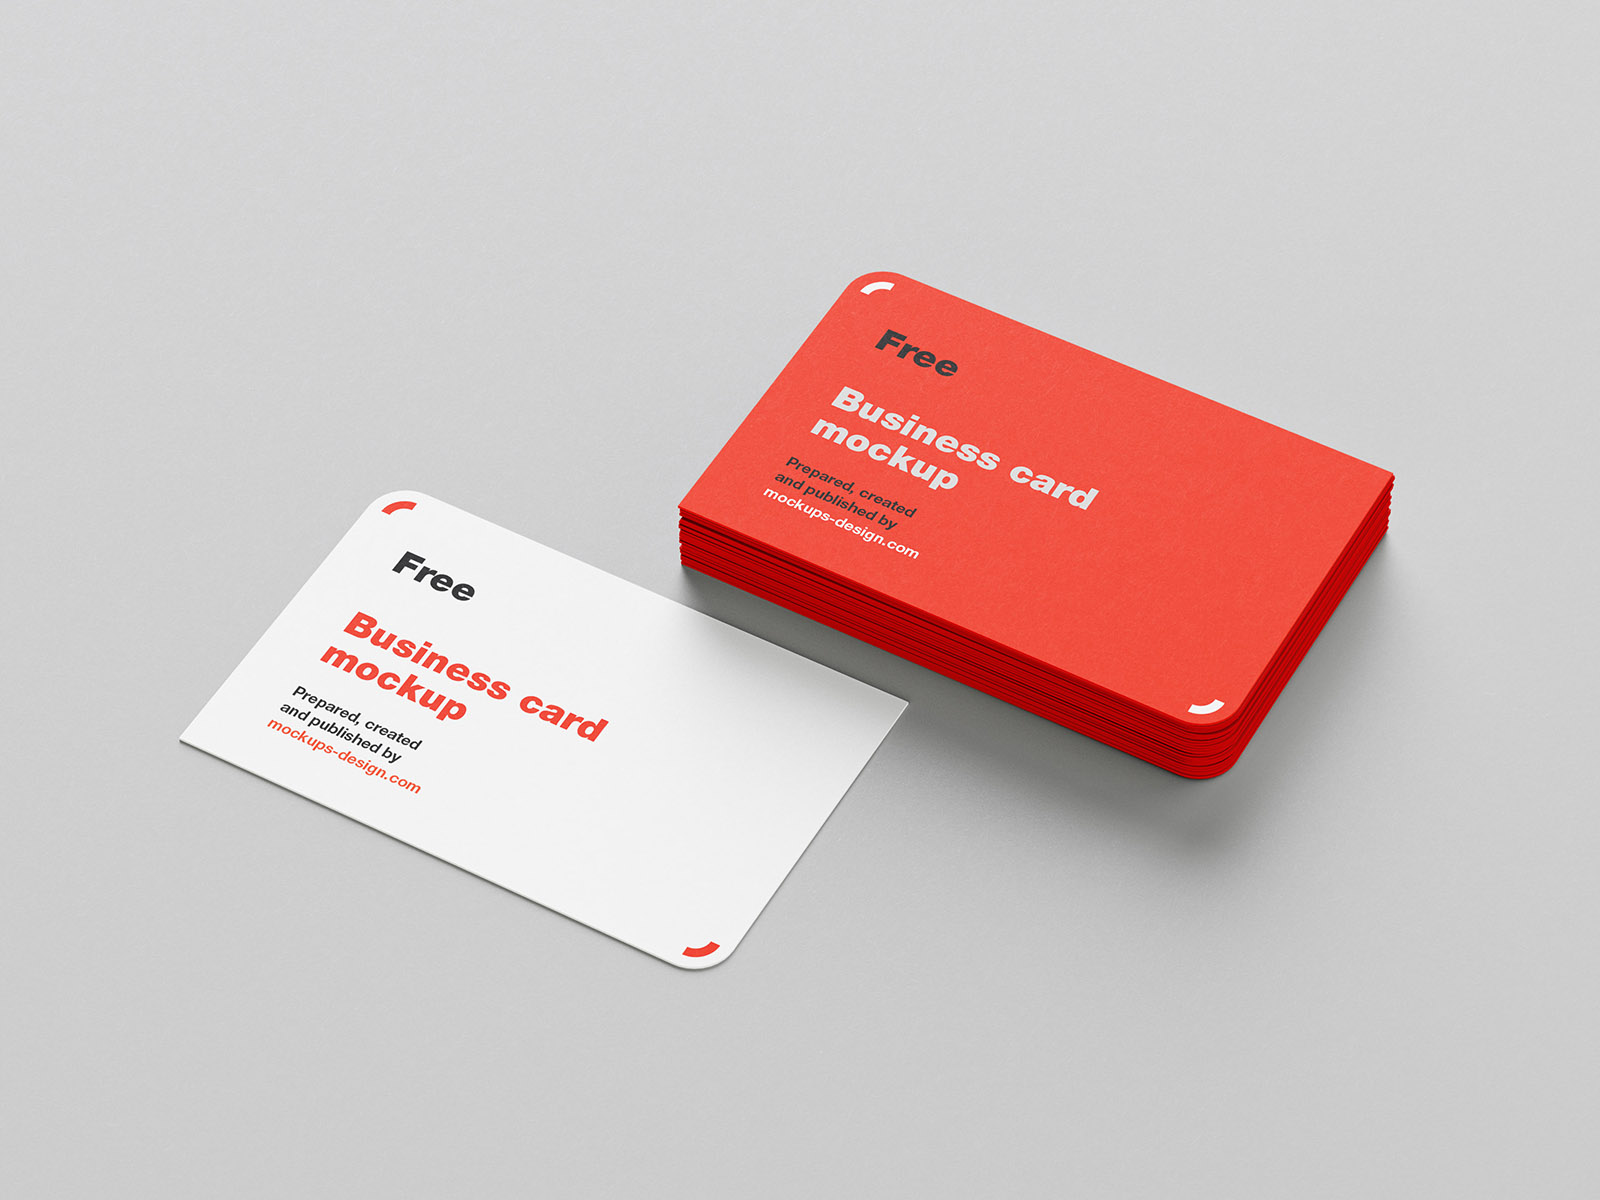 Free
Business card
mockup
Prepared, created
and published by
mockups-design.com
Free
Business card
mockup
Prepared, created
and published by
mockups-design.com